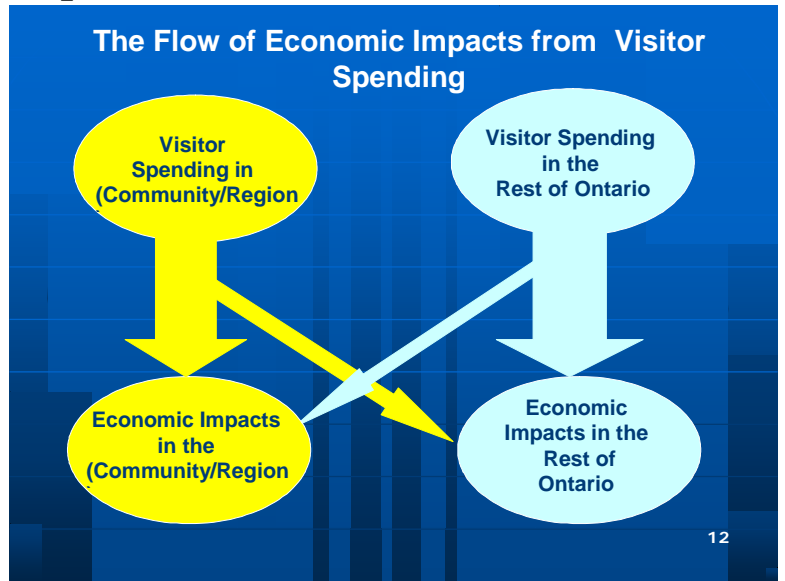 The Flow of Economic Impacts from Visitor
Spending
Visitor
Spending in
(Community/Region
Visitor Spending
in the
Rest of Ontario
Economic Impacts
in the
(Community/Region
Economic
Impacts in the
Rest of
Ontario
12